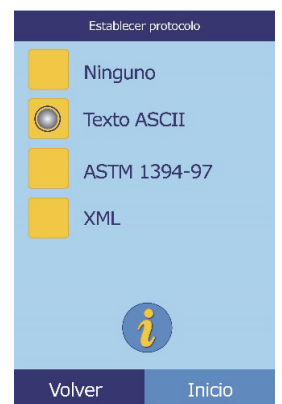 Establecer protocolo
Ninguno
Texto ASCII
ASTM 1394-97
XML
i
Volver Inicio